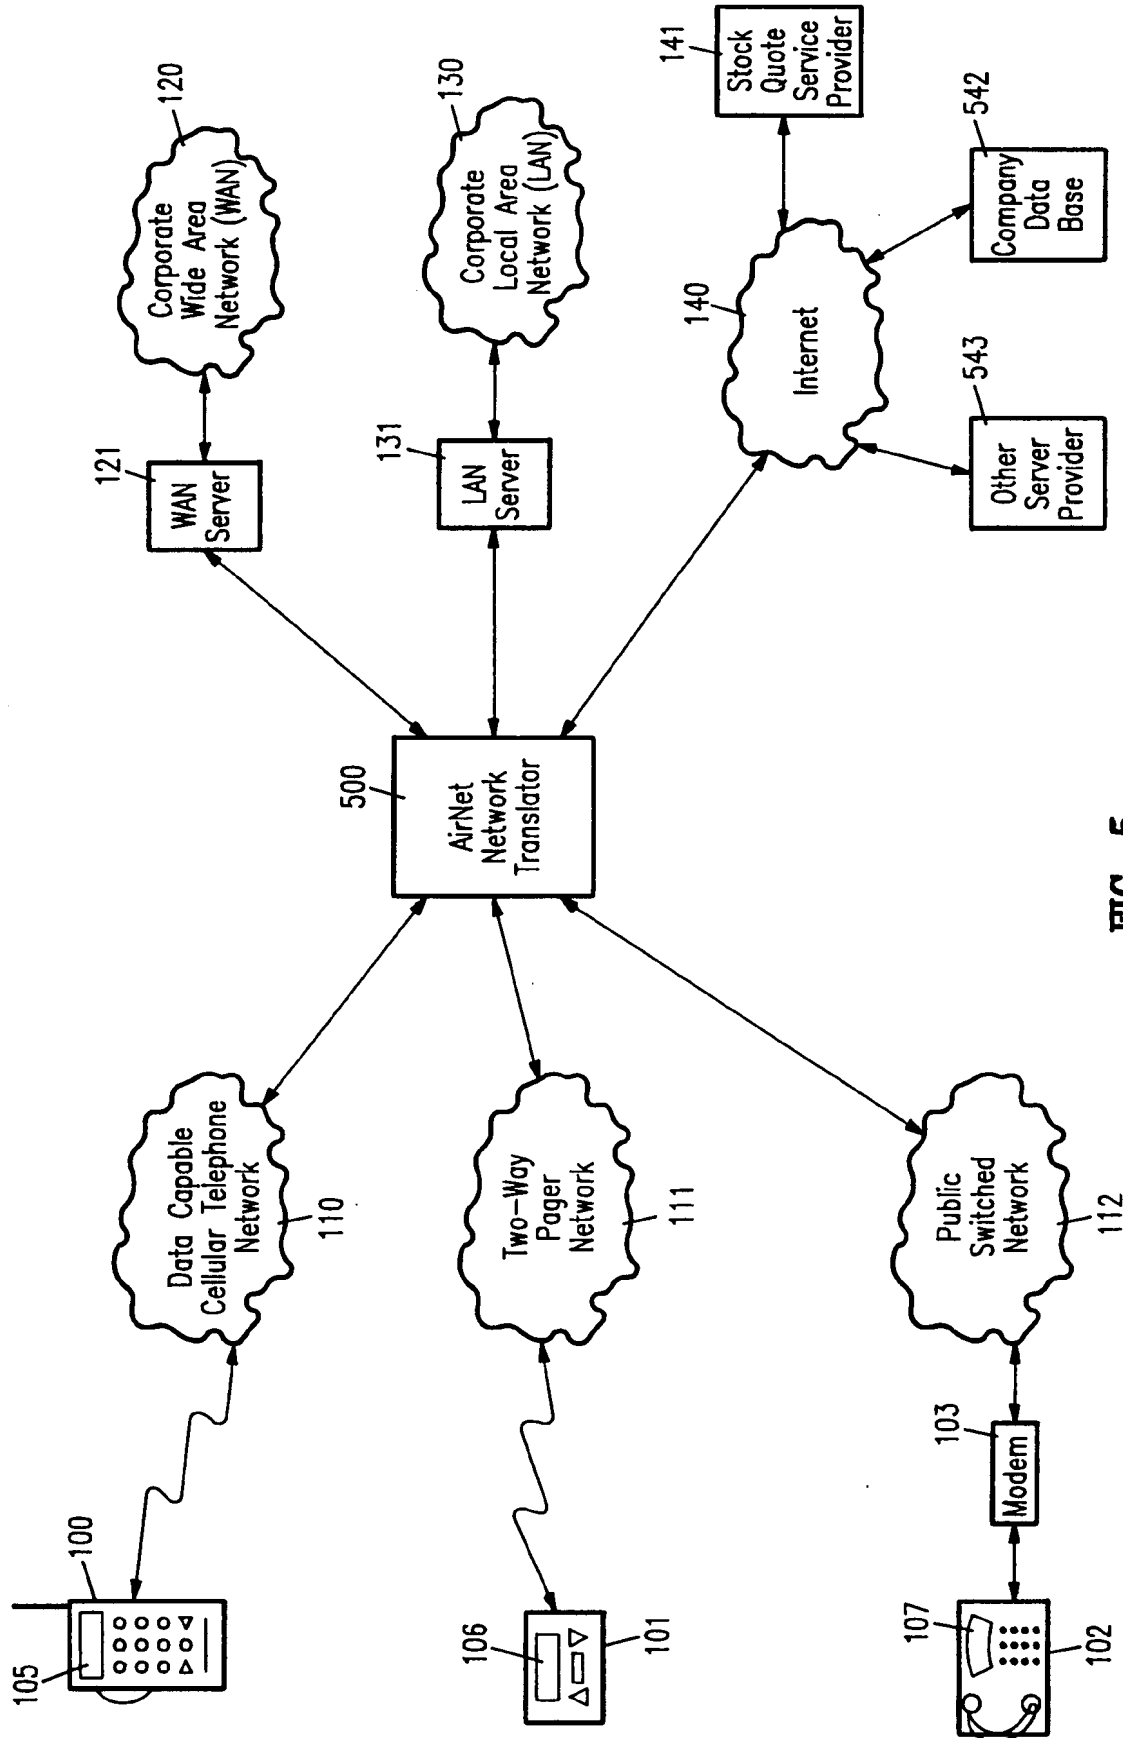 105
100
Data Capable
Cellular Telephone
Network
110
121
WAN
Server
Corporate
Wide Area
Network (WAN)
120
106
101
Two-Way
Pager
Network
111
500
AirNet
Network
Translator
131
LAN
Server
Corporate
Local Area
Network (LAN)
130
107
102
103
Modem
Public
Switched
Network
112
140
Internet
141
Stock
Quote
Service
Provider
543
Other
Server
Provider
542
Company
Data
Base
FIG. 5